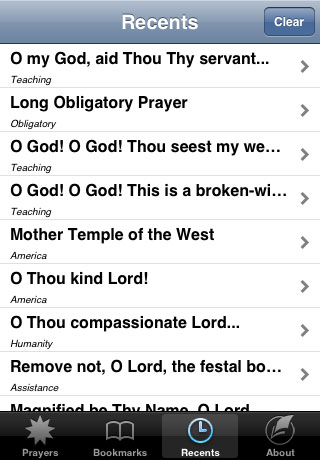 Recents
Clear
O my God, aid Thou Thy servant...
Teaching
Long Obligatory Prayer
Obligatory
O God! O God! Thou seest my we...
Teaching
O God! O God! This is a broken-wi...
Teaching
Mother Temple of the West
America
O Thou kind Lord!
America
O Thou compassionate Lord...
Humanity
Remove not, O Lord, the festal bo...
Assistance
Magnified be Thy Name, O Lord
Prayers
Bookmarks
Recents
About